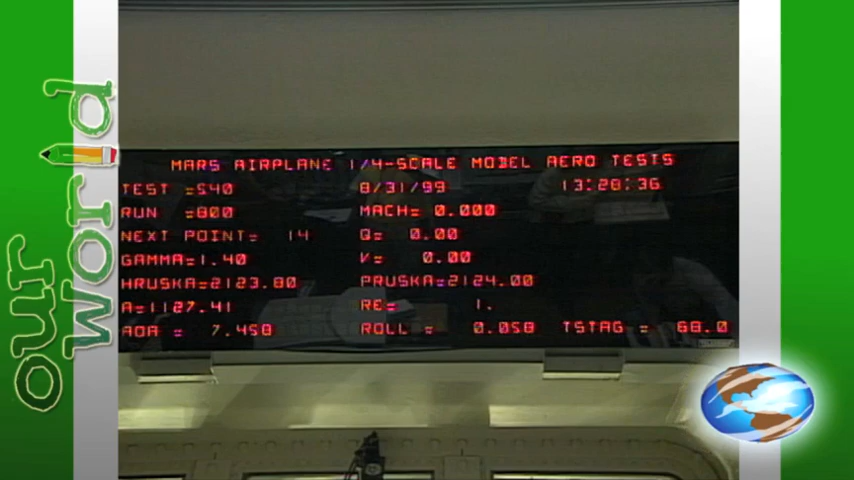 our world
MARS AIRPLANE 1/4-SCALE MODEL AERO TESTS
TEST =540 8/31/99 13:28:36
RUN =800 MACH= 0.000
NEXT POINT= 14 Q= 0.00
GAMMA=1.40 V= 0.00
HRUSKA=2123.80 PRUSKA=2124.00
A=1127.41 RE= 1.
AOA = 7.458 ROLL = 0.058 TSTAG = 68.0